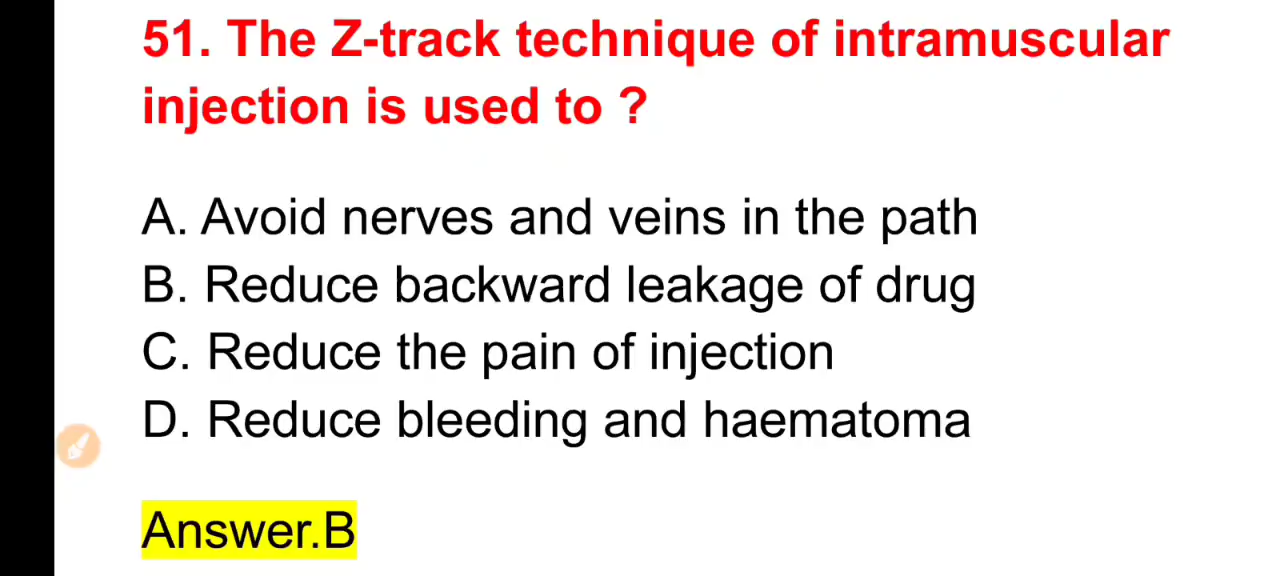 51. The Z-track technique of intramuscular
injection is used to ?
A. Avoid nerves and veins in the path
B. Reduce backward leakage of drug
C. Reduce the pain of injection
D. Reduce bleeding and haematoma
Answer.B